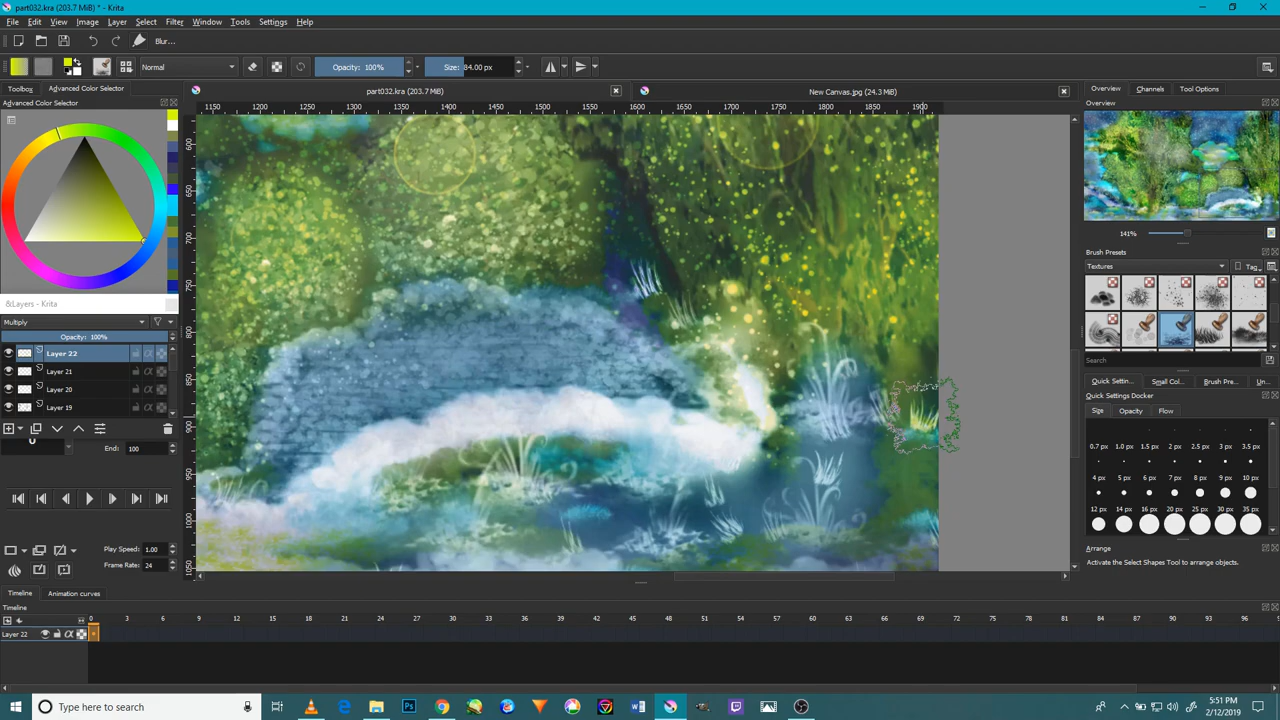 part032.kra (203.7 MiB) * - Krita
File Edit View Image Layer Select Filter Window Tools Settings Help
Blur...
Normal
Opacity: 100%
Size: 84.00 px
Toolbox Advanced Color Selector
part032.kra (203.7 MiB)
New Canvas.jpg (24.3 MiB)
Overview Channels Tool Options
Advanced Color Selector
Overview
1150 1200 1250 1300 1350 1400 1450 1500 1550 1600 1650 1700 1750 1800 1850 1900
141%
Brush Presets
Textures
Tag
&Layers - Krita
Multiply
Opacity: 100%
Layer 22
Layer 21
Layer 20
Layer 19
Search
Quick Settin... Small Col... Brush Pre... Un...
Quick Settings Docker
Size Opacity Flow
0.7 px 1.0 px 1.5 px 2 px 2.5 px 3 px 3.5 px
4 px 5 px 6 px 7 px 8 px 9 px 10 px
12 px 14 px 16 px 20 px 25 px 30 px 35 px
End: 100
Play Speed: 1.00
Frame Rate: 24
Arrange
Activate the Select Shapes Tool to arrange objects.
Timeline Animation curves
Timeline
0 3 6 9 12 15 18 21 24 27 30 33 36 39 42 45 48 51 54 57 60 63 66 69 72 75 78 81 84 87 90 93 96
Layer 22
Type here to search
5:51 PM
2/12/2019